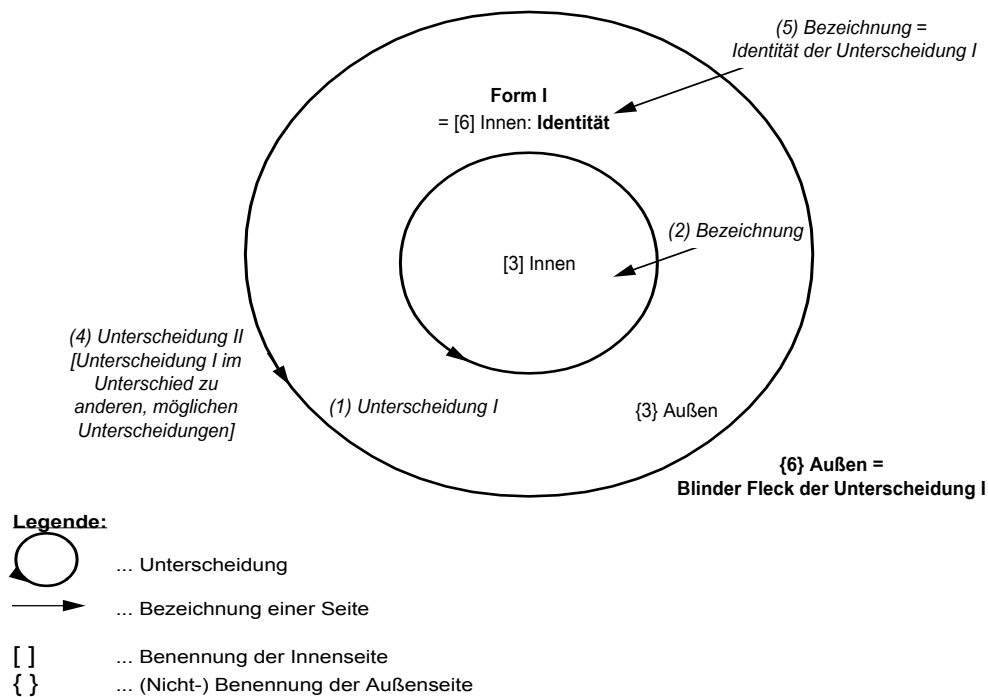 (5) Bezeichnung =
Identität der Unterscheidung I
Form I
= [6] Innen: Identität
(2) Bezeichnung
[3] Innen
(4) Unterscheidung II
[Unterscheidung I im
Unterschied zu
anderen, möglichen
Unterscheidungen]
(1) Unterscheidung I
{3} Außen
{6} Außen =
Blinder Fleck der Unterscheidung I
Legende:
... Unterscheidung
... Bezeichnung einer Seite
[ ] ... Benennung der Innenseite
{ } ... (Nicht-) Benennung der Außenseite